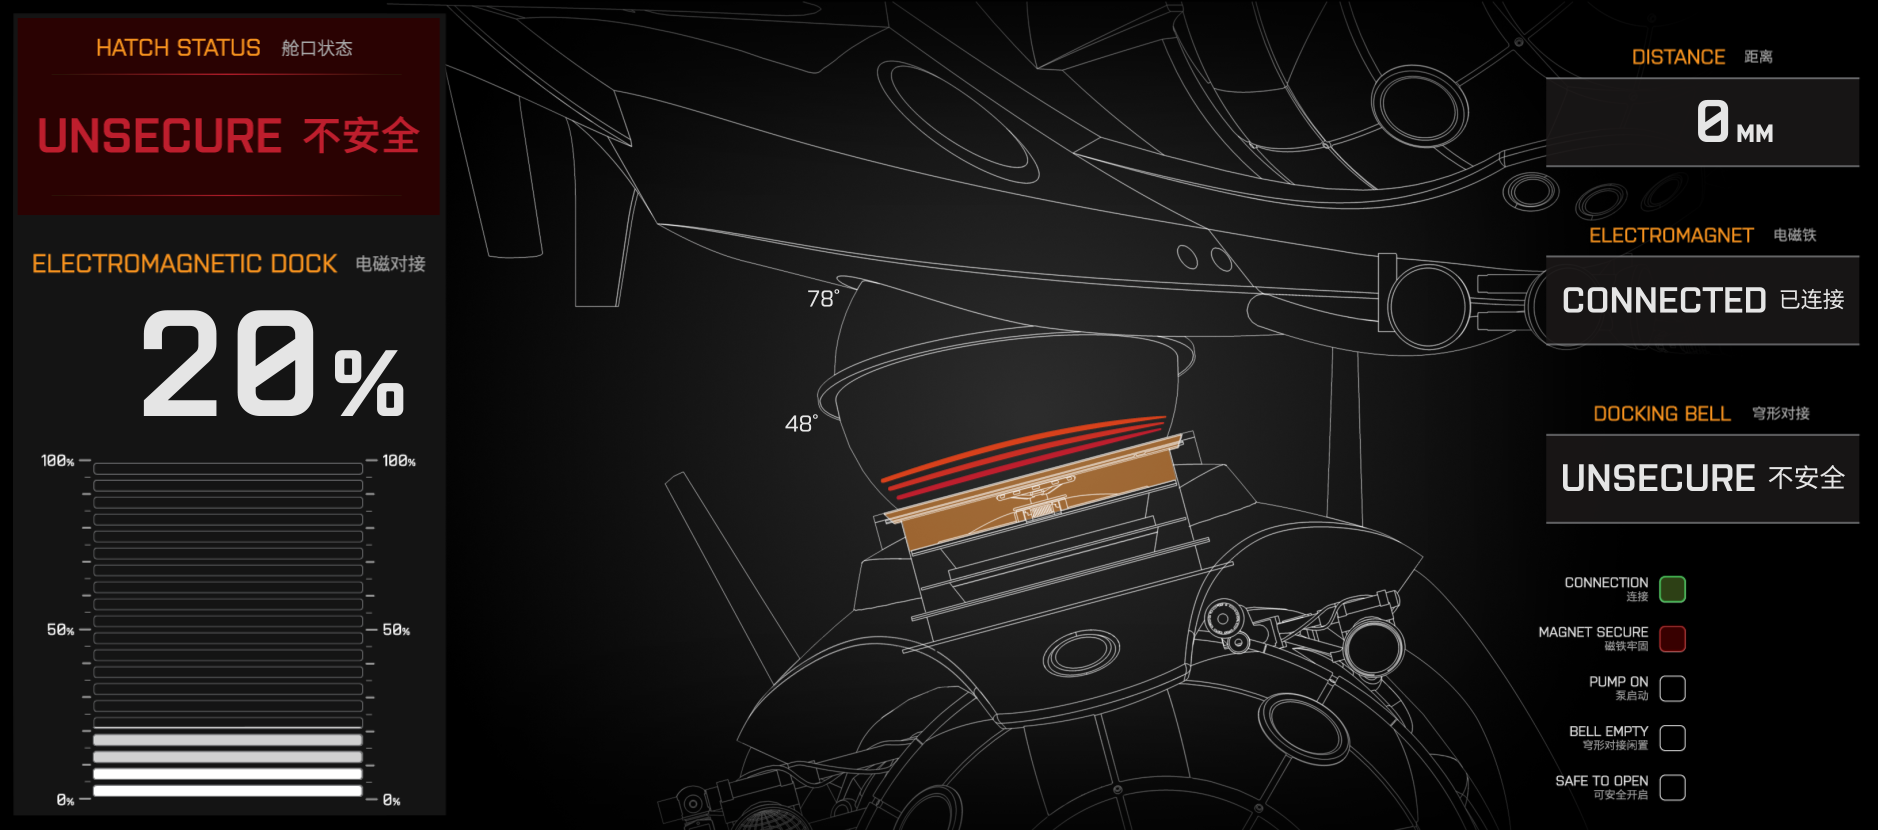 HATCH STATUS 舱口状态
UNSECURE 不安全
ELECTROMAGNETIC DOCK 电磁对接
20%
100% 100%
50% 50%
0% 0%
78°
48°
DISTANCE 距离
0 MM
ELECTROMAGNET 电磁铁
CONNECTED 已连接
DOCKING BELL 穹形对接
UNSECURE 不安全
CONNECTION
连接
MAGNET SECURE
磁铁牢固
PUMP ON
泵启动
BELL EMPTY
穹形对接闲置
SAFE TO OPEN
可安全开启